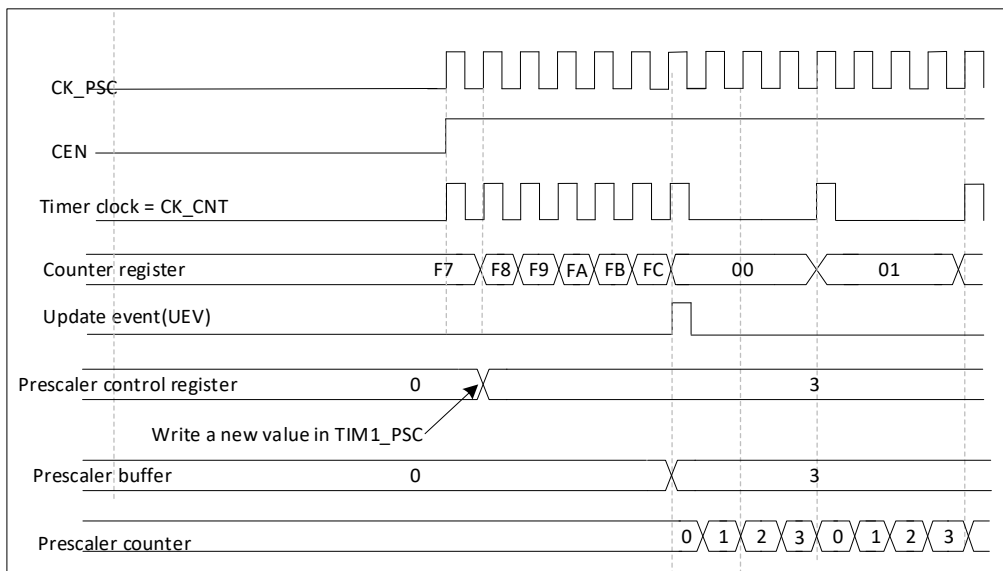 CK_PSC
CEN
Timer clock = CK_CNT
Counter register F7 F8 F9 FA FB FC 00 01
Update event(UEV)
Prescaler control register 0 3
Write a new value in TIM1_PSC
Prescaler buffer 0 3
Prescaler counter 0 1 2 3 0 1 2 3